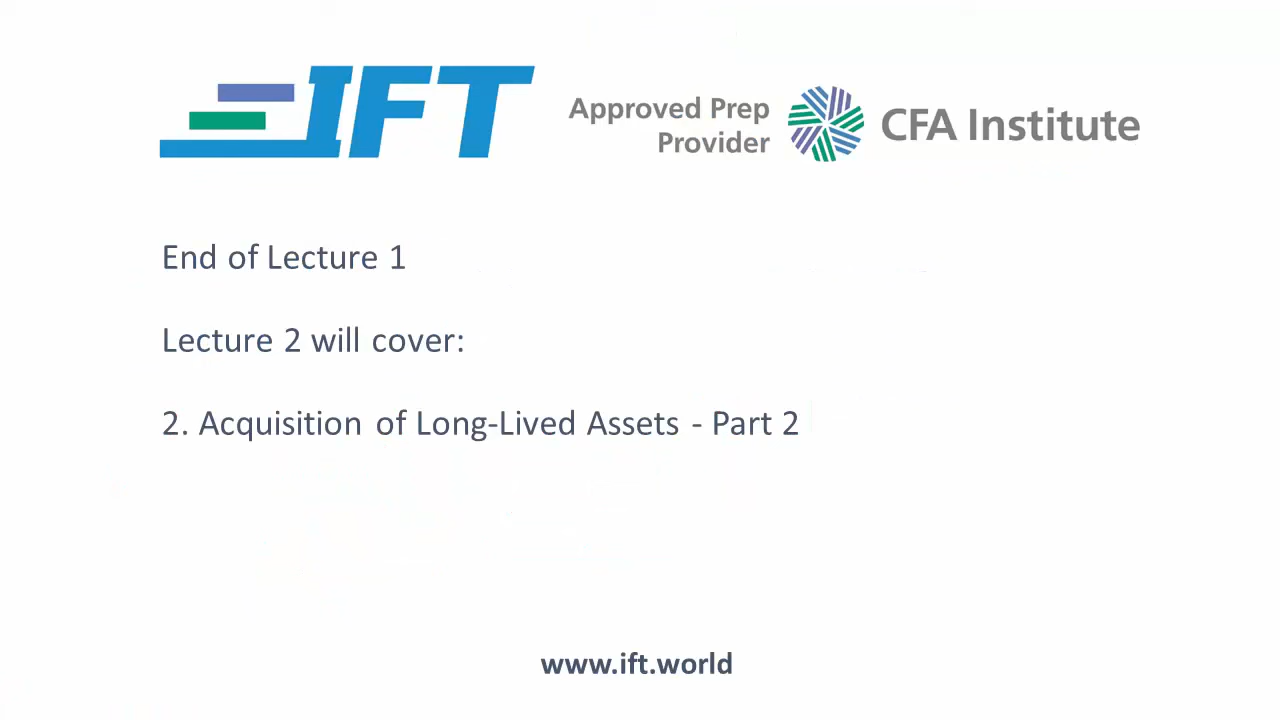 IFT
Approved Prep
Provider
CFA Institute
End of Lecture 1
Lecture 2 will cover:
2. Acquisition of Long-Lived Assets - Part 2
www.ift.world